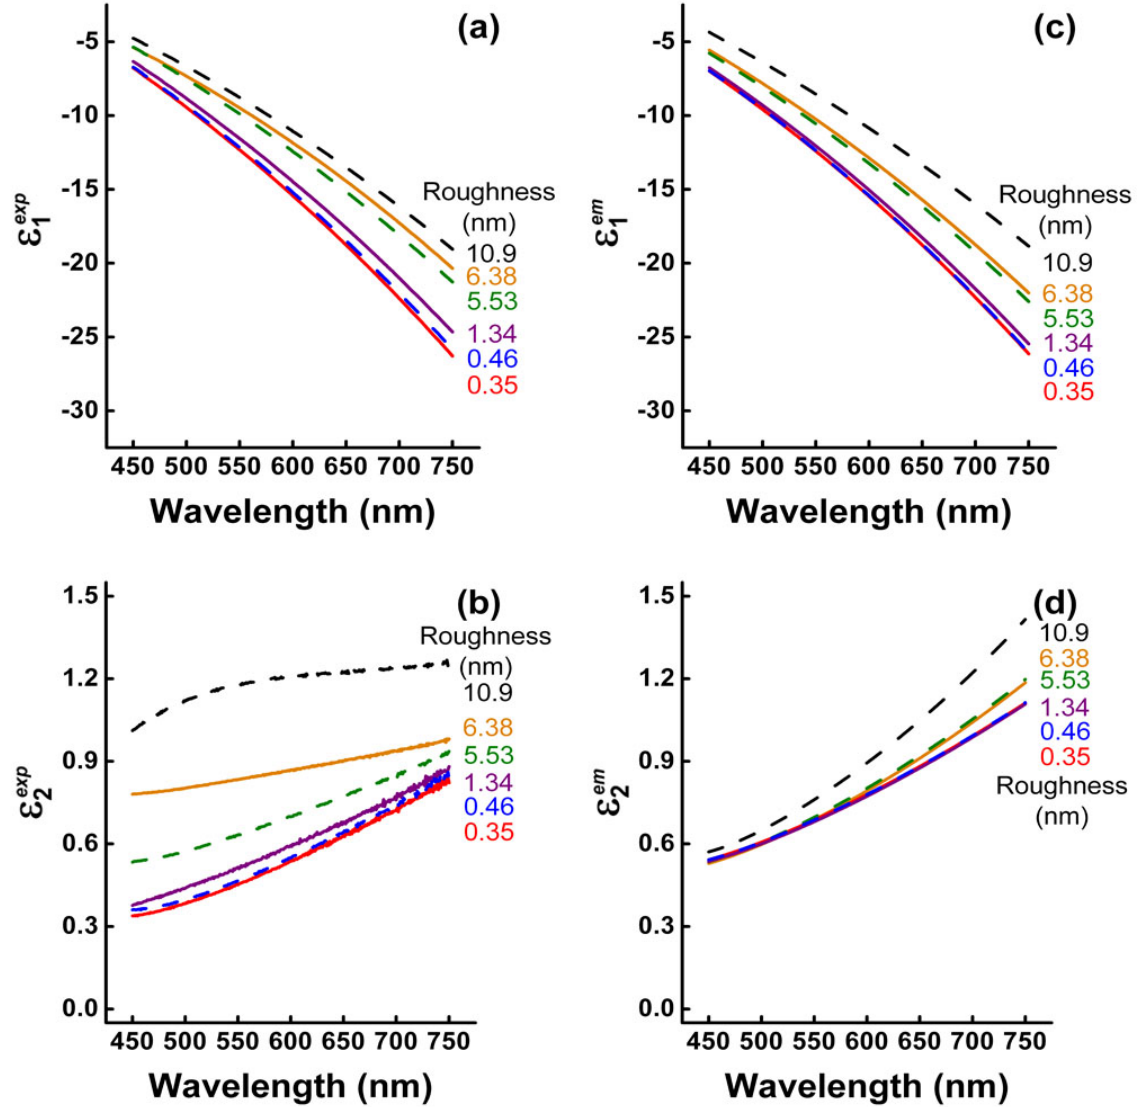 (a)
ε₁ᵉˣᵖ
-5
-10
-15
-20
-25
-30
Roughness
(nm)
10.9
6.38
5.53
1.34
0.46
0.35
450 500 550 600 650 700 750
Wavelength (nm)
(c)
ε₁ᵉᵐ
-5
-10
-15
-20
-25
-30
Roughness
(nm)
10.9
6.38
5.53
1.34
0.46
0.35
450 500 550 600 650 700 750
Wavelength (nm)
(b)
ε₂ᵉˣᵖ
1.5
1.2
0.9
0.6
0.3
0.0
Roughness
(nm)
10.9
6.38
5.53
1.34
0.46
0.35
450 500 550 600 650 700 750
Wavelength (nm)
(d)
ε₂ᵉᵐ
1.5
1.2
0.9
0.6
0.3
0.0
10.9
6.38
5.53
1.34
0.46
0.35
Roughness
(nm)
450 500 550 600 650 700 750
Wavelength (nm)